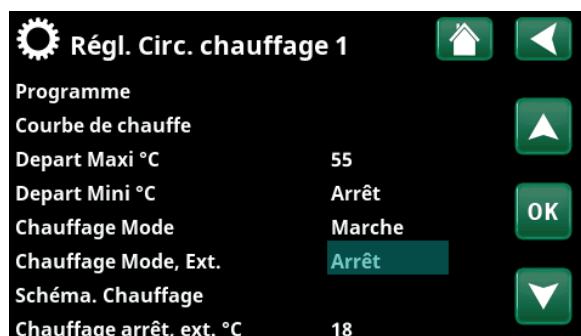 Régl. Circ. chauffage 1
Programme
Courbe de chauffe
Depart Maxi °C 55
Depart Mini °C Arrêt
Chauffage Mode Marche
OK
Chauffage Mode, Ext. Arrêt
Schéma. Chauffage
Chauffage arrêt, ext. °C 18